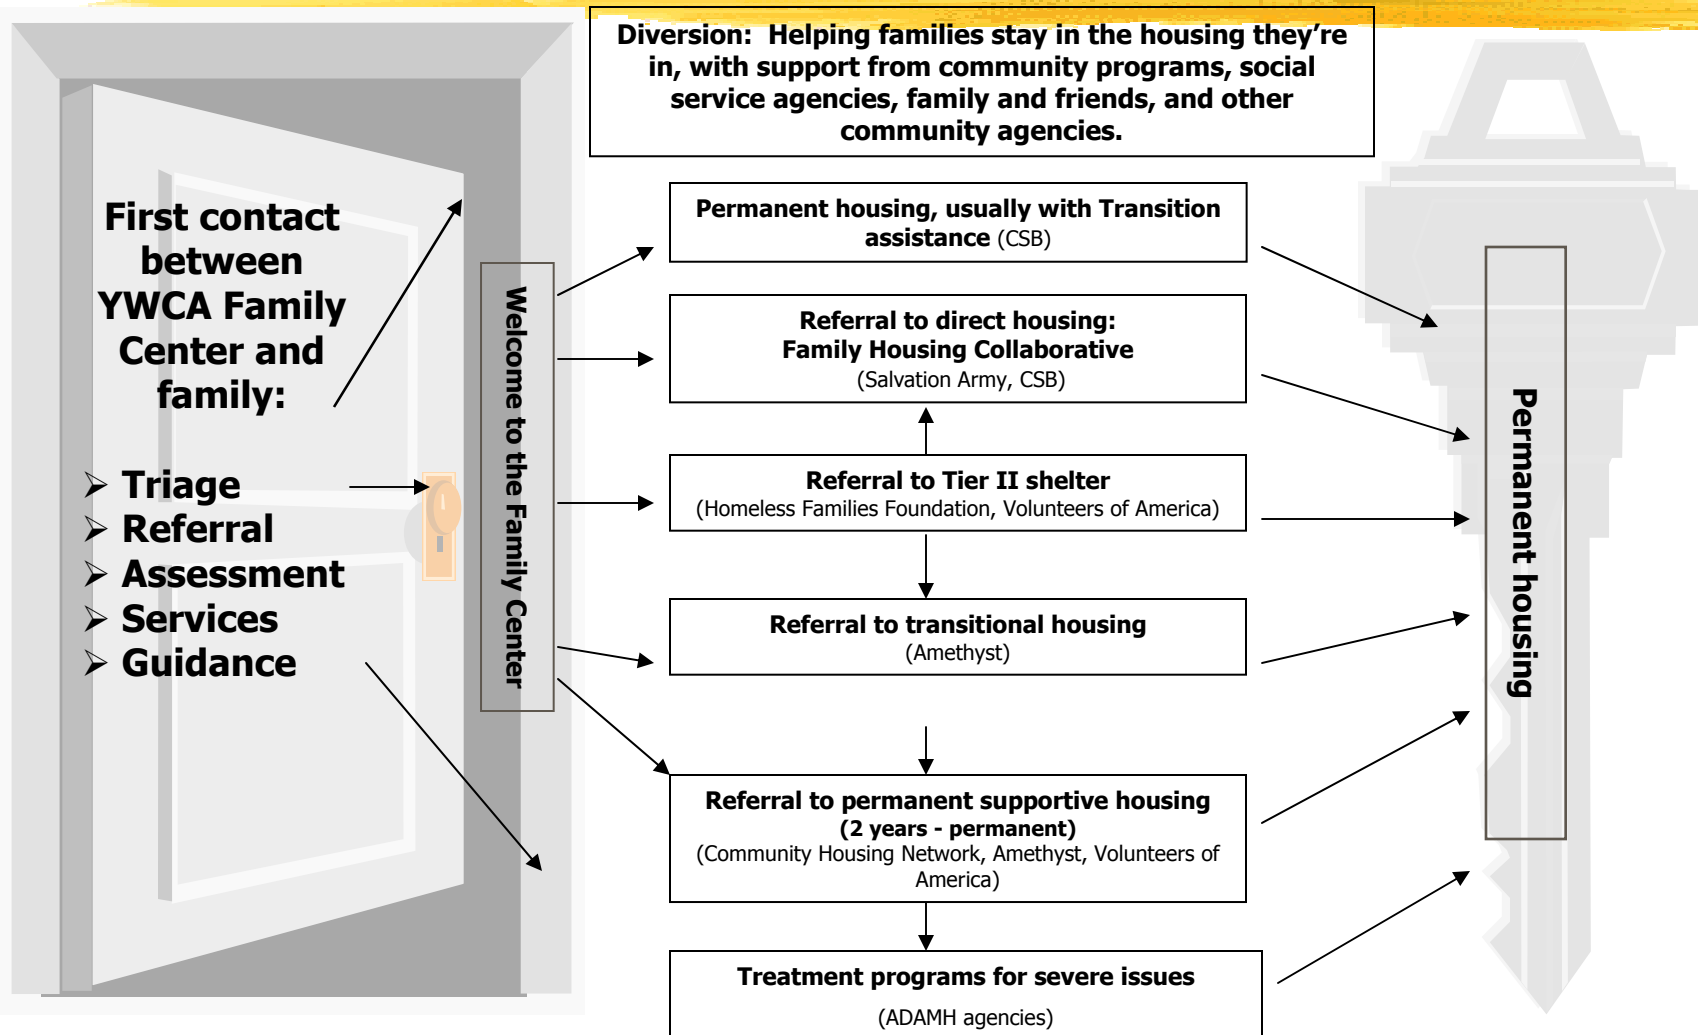 Diversion:  Helping families stay in the housing they’re
in, with support from community programs, social
service agencies, family and friends, and other
community agencies.
First contact
between
YWCA Family
Center and
family:
➢ Triage
➢ Referral
➢ Assessment
➢ Services
➢ Guidance
Welcome to the Family Center
Permanent housing, usually with Transition
assistance (CSB)
Referral to direct housing:
Family Housing Collaborative
(Salvation Army, CSB)
Referral to Tier II shelter
(Homeless Families Foundation, Volunteers of America)
Referral to transitional housing
(Amethyst)
Referral to permanent supportive housing
(2 years - permanent)
(Community Housing Network, Amethyst, Volunteers of
America)
Treatment programs for severe issues
(ADAMH agencies)
Permanent housing